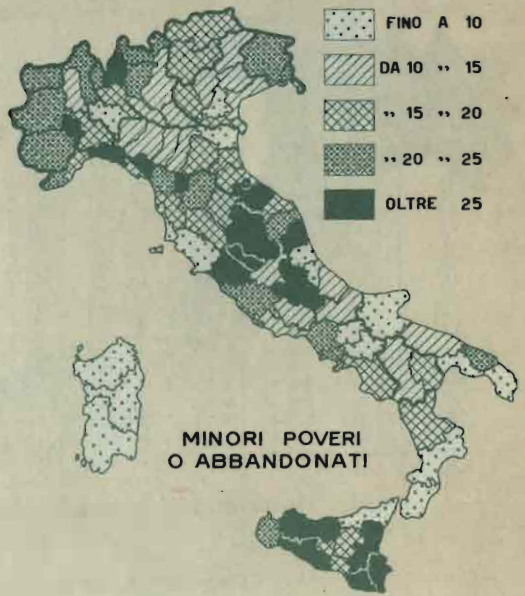 FINO A 10
DA 10 ,, 15
,, 15 ,, 20
,, 20 ,, 25
OLTRE 25
MINORI POVERI
O ABBANDONATI